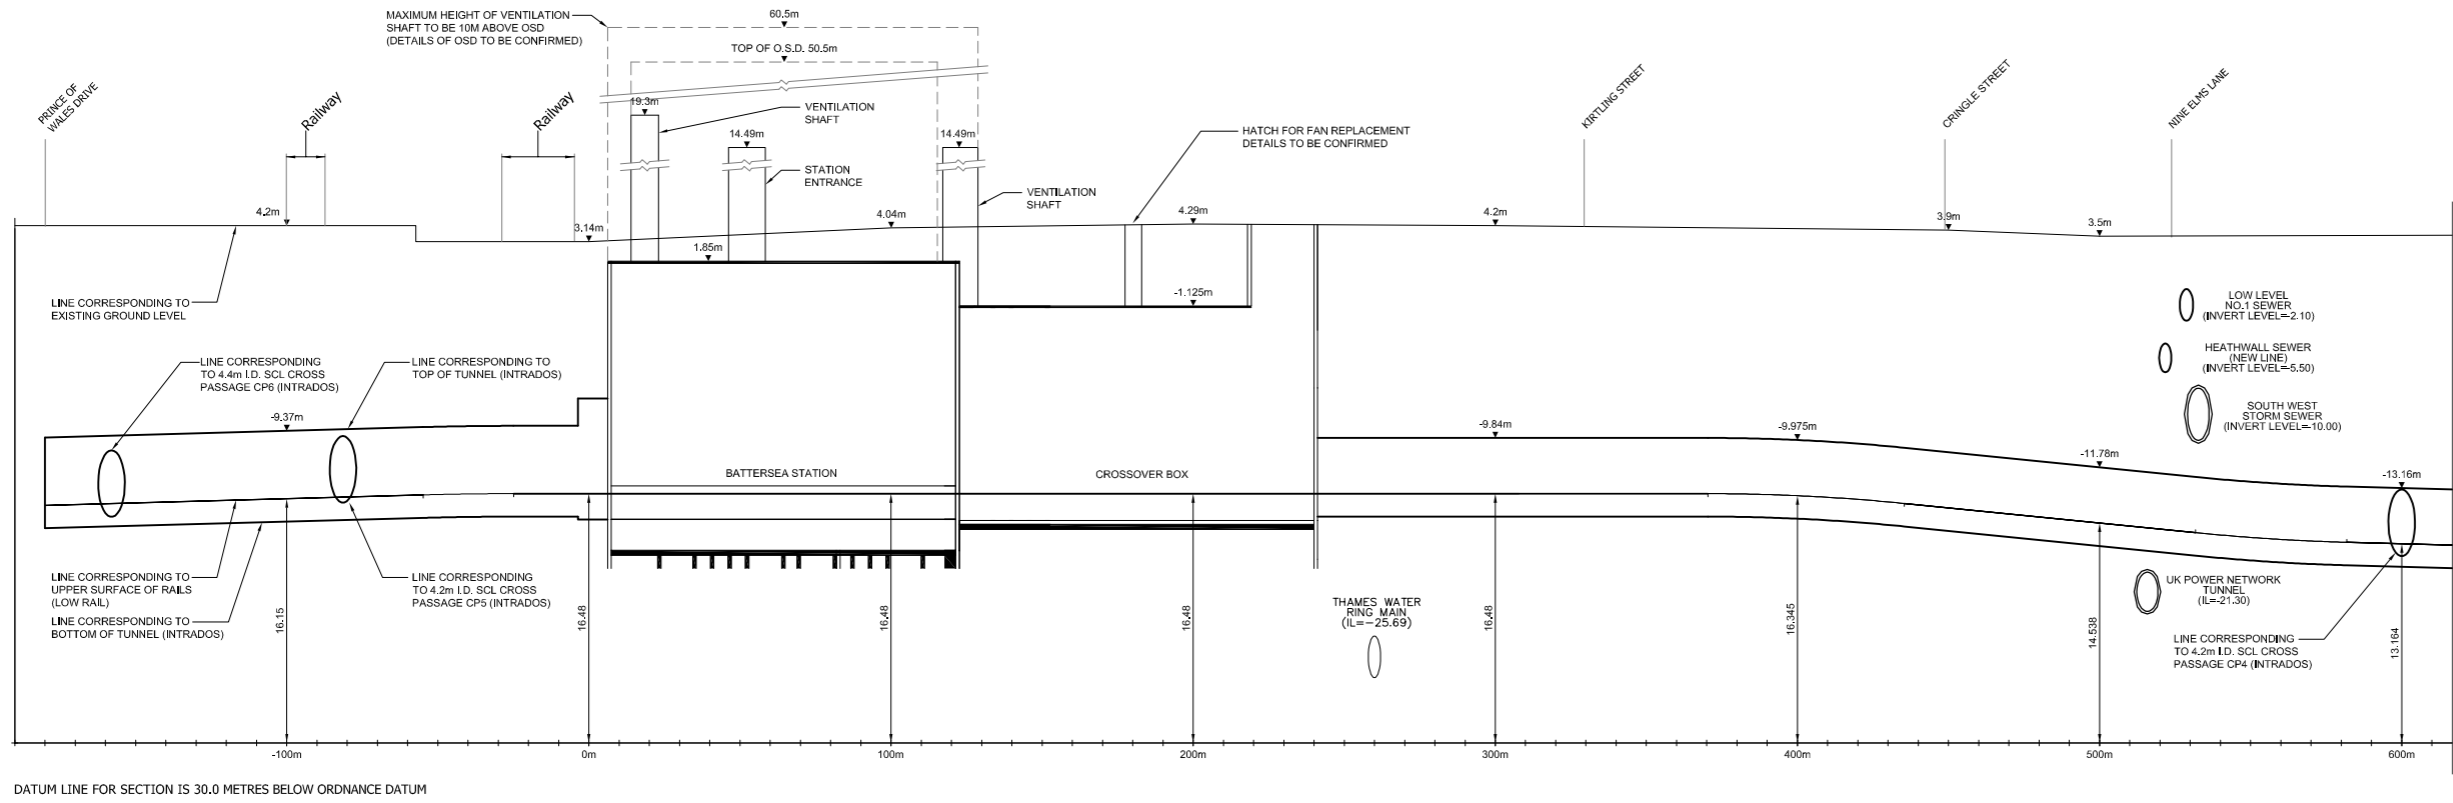 MAXIMUM HEIGHT OF VENTILATION
SHAFT TO BE 10M ABOVE OSD
(DETAILS OF OSD TO BE CONFIRMED)
60.5m
TOP OF O.S.D. 50.5m
PRINCE OF
WALES DRIVE
Railway
Railway
19.3m
VENTILATION
SHAFT
14.49m
STATION
ENTRANCE
14.49m
VENTILATION
SHAFT
HATCH FOR FAN REPLACEMENT
DETAILS TO BE CONFIRMED
KIRTLING STREET
CRINGLE STREET
NINE ELMS LANE
4.2m
3.14m
4.04m
4.29m
4.2m
3.9m
3.5m
1.85m
-1.125m
LINE CORRESPONDING TO
EXISTING GROUND LEVEL
LOW LEVEL
NO.1 SEWER
(INVERT LEVEL=-2.10)
HEATHWALL SEWER
(NEW LINE)
(INVERT LEVEL=-5.50)
SOUTH WEST
STORM SEWER
(INVERT LEVEL=-10.00)
LINE CORRESPONDING
TO 4.4m I.D. SCL CROSS
PASSAGE CP6 (INTRADOS)
LINE CORRESPONDING TO
TOP OF TUNNEL (INTRADOS)
-9.37m
-9.84m
-9.975m
-11.78m
-13.16m
BATTERSEA STATION
CROSSOVER BOX
LINE CORRESPONDING TO
UPPER SURFACE OF RAILS
(LOW RAIL)
LINE CORRESPONDING TO
BOTTOM OF TUNNEL (INTRADOS)
LINE CORRESPONDING
TO 4.2m I.D. SCL CROSS
PASSAGE CP5 (INTRADOS)
THAMES WATER
RING MAIN
(IL=-25.69)
UK POWER NETWORK
TUNNEL
(IL=-21.30)
LINE CORRESPONDING
TO 4.2m I.D. SCL CROSS
PASSAGE CP4 (INTRADOS)
16.15
16.48
16.48
16.48
16.48
16.345
14.538
13.164
-100m
0m
100m
200m
300m
400m
500m
600m
DATUM LINE FOR SECTION IS 30.0 METRES BELOW ORDNANCE DATUM